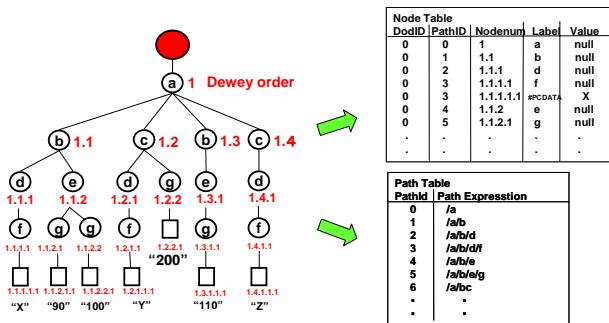 a 1 Dewey order
b 1.1 c 1.2 b 1.3 c 1.4
d e d g e d
1.1.1 1.1.2 1.2.1 1.2.2 1.3.1 1.4.1
f g g f g f
1.1.1.1 1.1.2.1 1.1.2.2 1.2.1.1 1.2.2.1 1.3.1.1 1.4.1.1
“200”
1.1.1.1.1 1.1.2.1.1 1.1.2.2.1 1.2.1.1.1 1.3.1.1.1 1.4.1.1.1
“X” “90” “100” “Y” “110” “Z”
Node Table
DodID PathID Nodenum Label Value
0 0 1 a null
0 1 1.1 b null
0 2 1.1.1 d null
0 3 1.1.1.1 f null
0 3 1.1.1.1.1 #PCDATA X
0 4 1.1.2 e null
0 5 1.1.2.1 g null
. . . . .
. . . . .
Path Table
PathId Path Expresstion
0 /a
1 /a/b
2 /a/b/d
3 /a/b/d/f
4 /a/b/e
5 /a/b/e/g
6 /a/bc
. .
. .